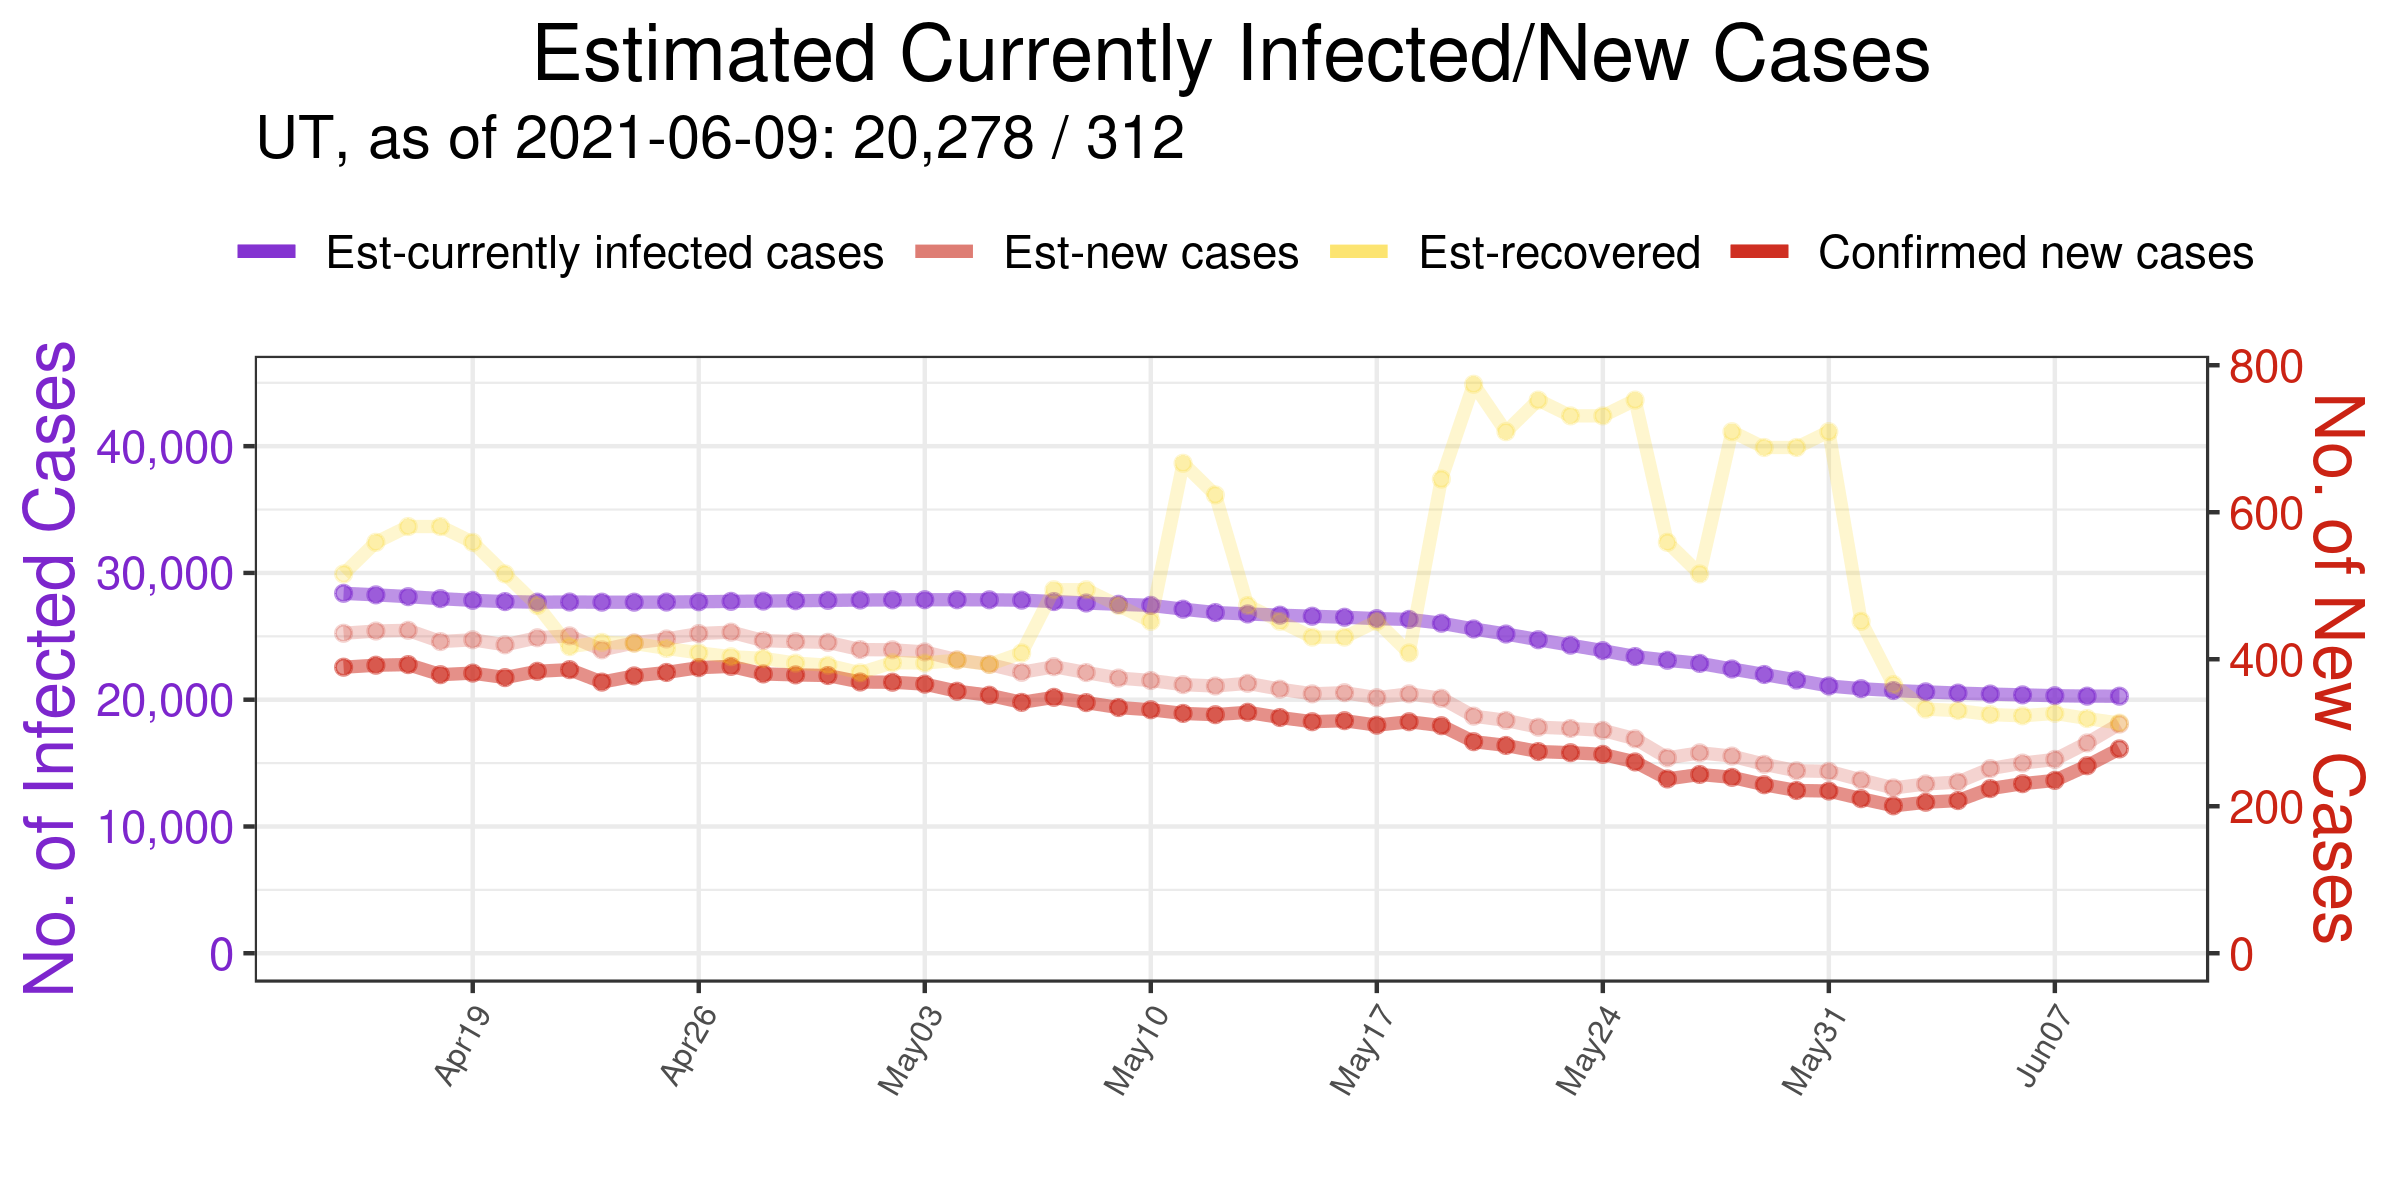 Estimated Currently Infected/New Cases
UT, as of 2021-06-09: 20,278 / 312
Est-currently infected cases Est-new cases Est-recovered Confirmed new cases
No. of Infected Cases
40,000
30,000
20,000
10,000
0
800
600
400
200
0
No. of New Cases
Apr19 Apr26 May03 May10 May17 May24 May31 Jun07